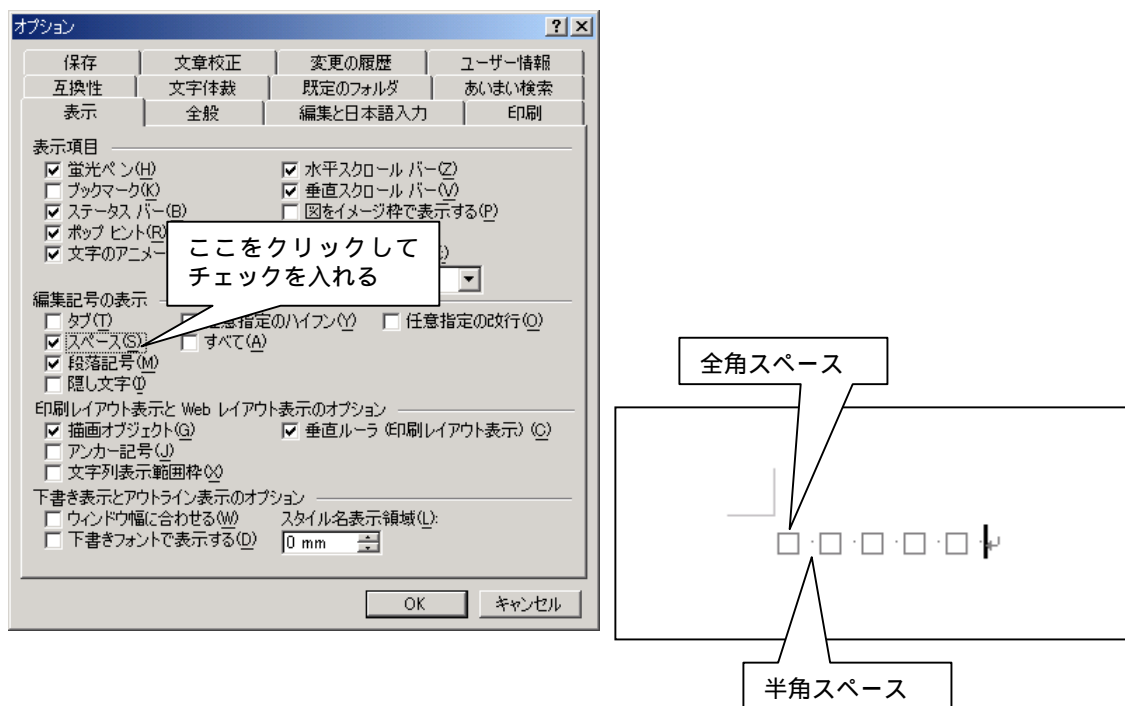 オプション
保存 文章校正 変更の履歴 ユーザー情報
互換性 文字体裁 既定のフォルダ あいまい検索
表示 全般 編集と日本語入力 印刷
表示項目
蛍光ペン(H) 水平スクロール バー(Z)
ブックマーク(K) 垂直スクロール バー(V)
ステータス バー(B) 図をイメージ枠で表示する(P)
ポップ ヒント(R)
文字のアニメー
ここをクリックして
チェックを入れる
編集記号の表示
タブ(T) 意指定のハイフン(Y) 任意指定の改行(O)
スペース(S) すべて(A)
段落記号(M)
隠し文字(I)
印刷レイアウト表示と Web レイアウト表示のオプション
描画オブジェクト(G) 垂直ルーラ (印刷レイアウト表示) (C)
アンカー記号(J)
文字列表示範囲枠(X)
下書き表示とアウトライン表示のオプション
ウィンドウ幅に合わせる(W) スタイル名表示領域(L):
下書きフォントで表示する(D) 0 mm
OK キャンセル
全角スペース
半角スペース